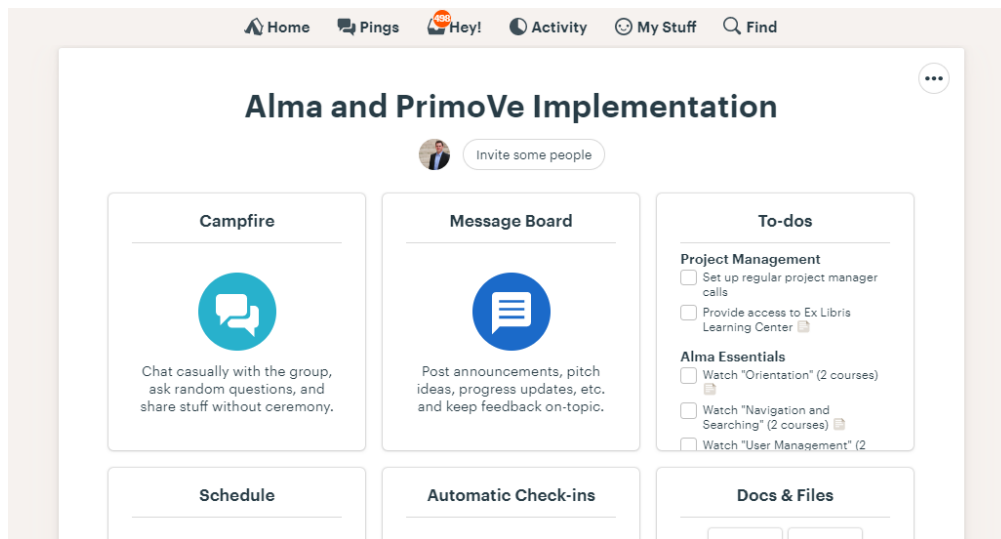 Home Pings 498 Hey! Activity My Stuff Find
Alma and PrimoVe Implementation
Invite some people
Campfire
Chat casually with the group,
ask random questions, and
share stuff without ceremony.
Message Board
Post announcements, pitch
ideas, progress updates, etc.
and keep feedback on-topic.
To-dos
Project Management
Set up regular project manager
calls
Provide access to Ex Libris
Learning Center
Alma Essentials
Watch "Orientation" (2 courses)
Watch "Navigation and
Searching" (2 courses)
Watch "User Management" (2
Schedule
Automatic Check-ins
Docs & Files